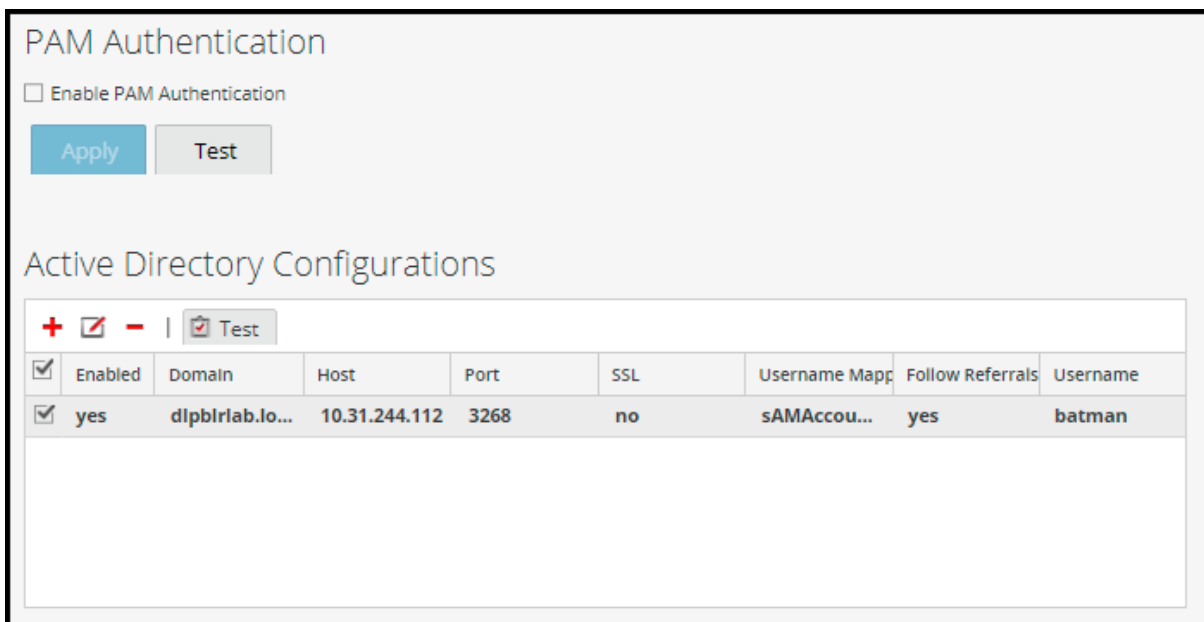 PAM Authentication
Enable PAM Authentication
Apply Test
Active Directory Configurations
+ − | Test
Enabled Domain Host Port SSL Username Mapp Follow Referrals Username
yes dlpblrlab.lo... 10.31.244.112 3268 no sAMAccou... yes batman